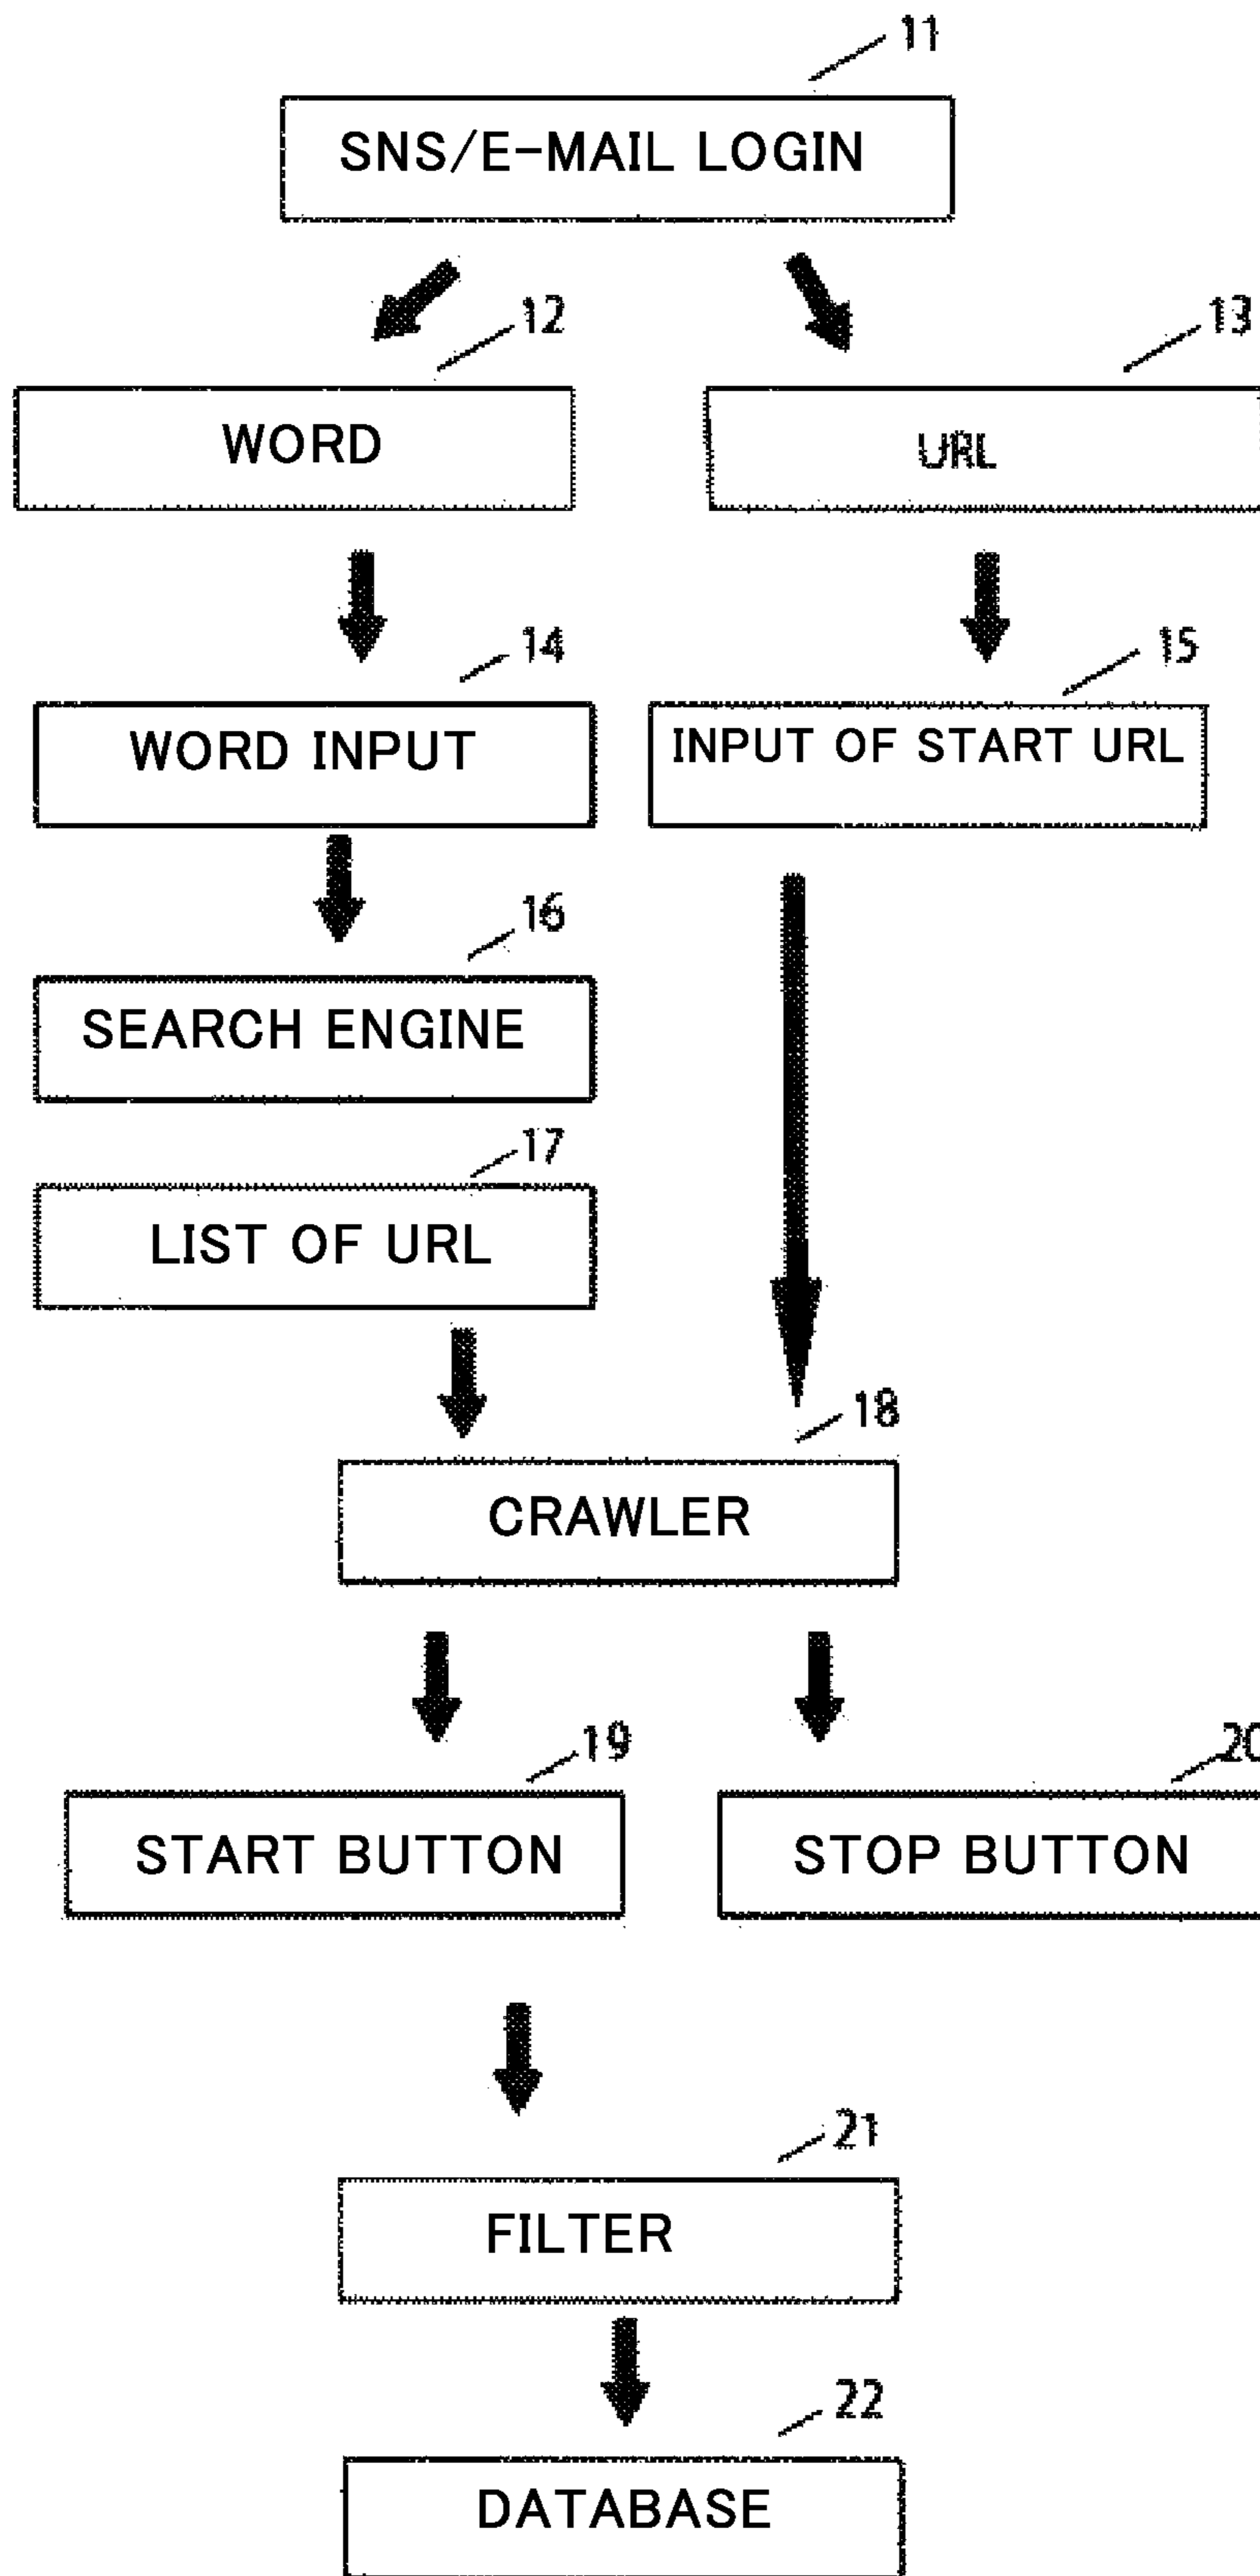 11
SNS/E-MAIL LOGIN
12
13
WORD
URL
14
15
WORD INPUT
INPUT OF START URL
16
SEARCH ENGINE
17
LIST OF URL
18
CRAWLER
19
20
START BUTTON
STOP BUTTON
21
FILTER
22
DATABASE